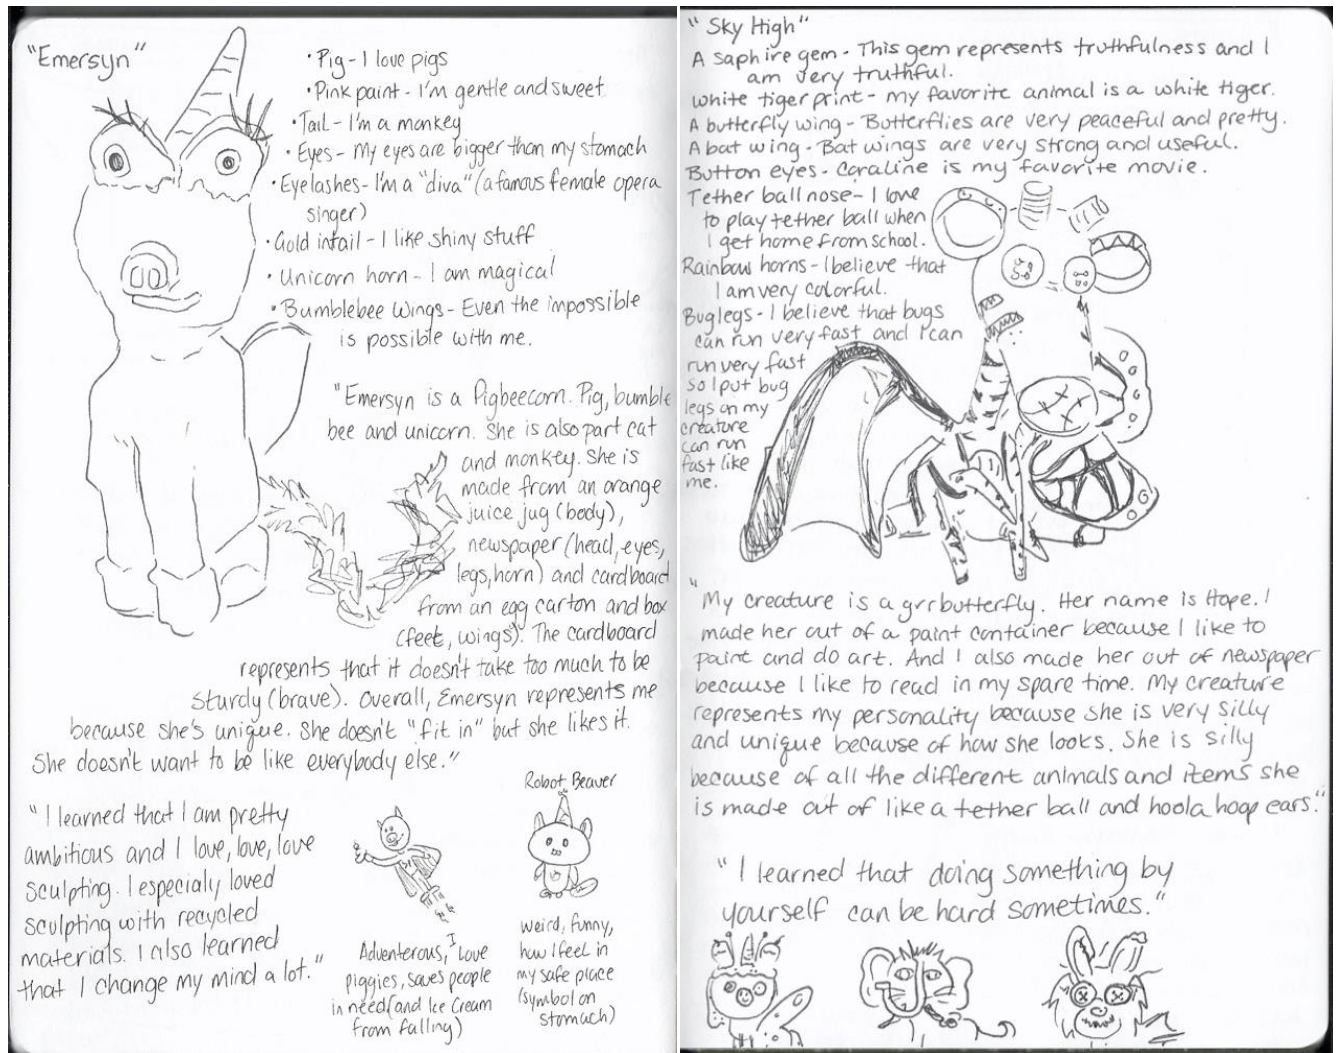 "Emersyn"
• Pig - I love pigs
• Pink paint - I'm gentle and sweet
• Tail - I'm a monkey
• Eyes - My eyes are bigger than my stomach
• Eyelashes - I'm a "diva" (a famous female opera
singer)
• Gold in tail - I like shiny stuff
• Unicorn horn - I am magical
• Bumblebee wings - Even the impossible
is possible with me.
"Emersyn is a Pigbeecorn. Pig, bumble
bee and unicorn. She is also part cat
and monkey. She is
made from an orange
juice jug (body),
newspaper (head, eyes,
legs, horn) and cardboard
from an egg carton and box
(feet, wings). The cardboard
represents that it doesn't take too much to be
sturdy (brave). Overall, Emersyn represents me
because she's unique. She doesn't "fit in" but she likes it.
She doesn't want to be like everybody else."
"I learned that I am pretty
ambitious and I love, love, love
sculpting. I especialy loved
sculpting with recycled
materials. I also learned
that I change my mind a lot."
Adventerous, I love
piggies, saves people
in need (and Ice Cream
from falling)
Robot Beaver
weird, funny,
how I feel in
my safe place
(symbol on
stomach)
"Sky High"
A saphire gem - This gem represents truthfulness and I
am very truthful.
White tiger print - my favorite animal is a white tiger.
A butterfly wing - Butterflies are very peaceful and pretty.
A bat wing - Bat wings are very strong and useful.
Button eyes - Coraline is my favorite movie.
Tether ball nose - I love
to play tether ball when
I get home from school.
Rainbow horns - I believe that
I am very colorful.
Bug legs - I believe that bugs
can run very fast and I can
run very fast
so I put bug
legs on my
creature
can run
fast like
me.
"My creature is a grrbutterfly. Her name is Hope. I
made her out of a paint container because I like to
paint and do art. And I also made her out of newspaper
because I like to read in my spare time. My creature
represents my personality because she is very silly
and unique because of how she looks. She is silly
because of all the different animals and items she
is made out of like a tether ball and hoola hoop ears."
"I learned that doing something by
yourself can be hard sometimes."